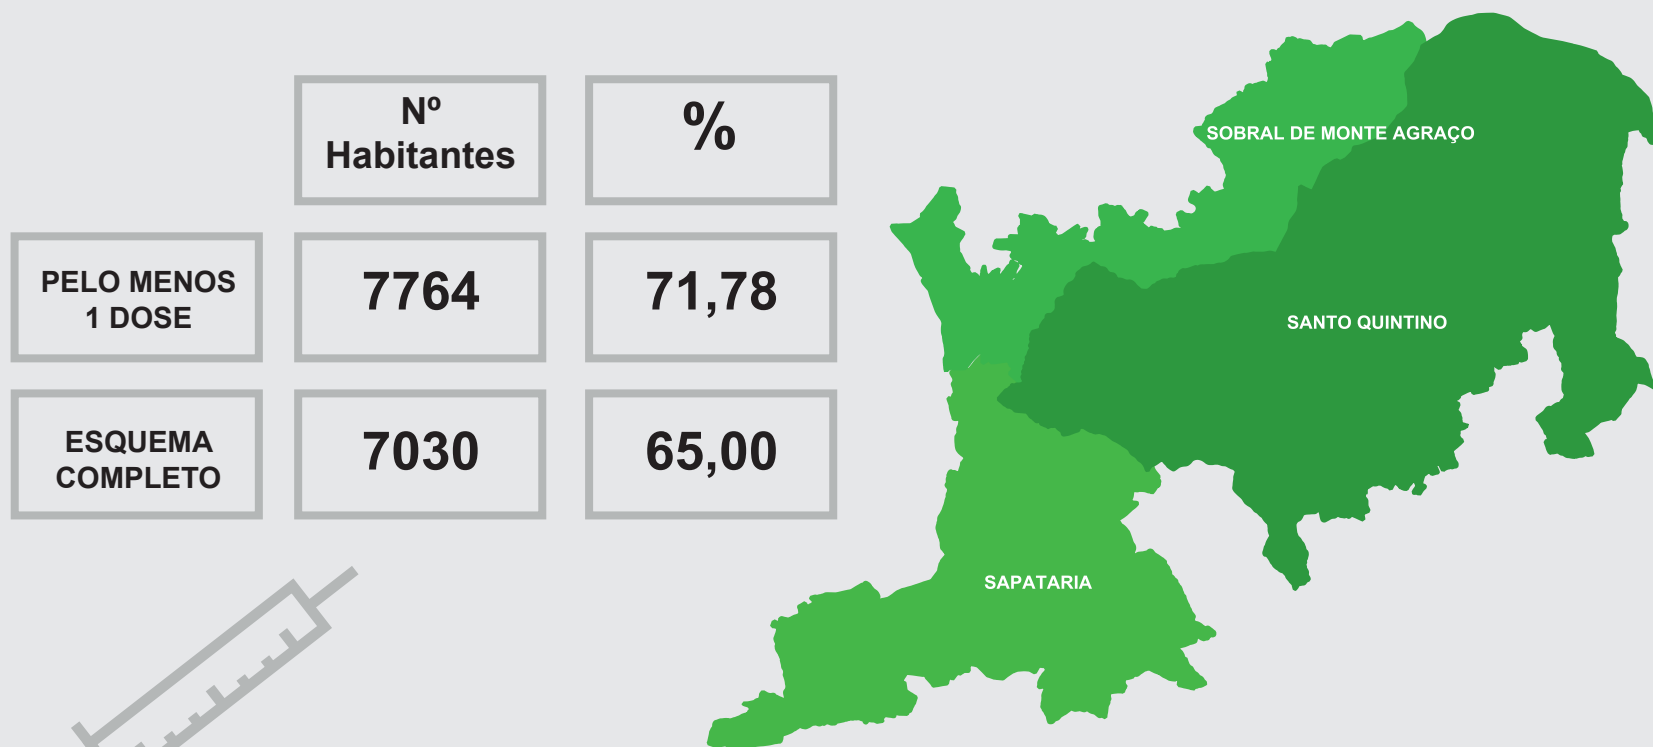 Nº
Habitantes
%
PELO MENOS
1 DOSE
7764
71,78
ESQUEMA
COMPLETO
7030
65,00
SOBRAL DE MONTE AGRAÇO
SANTO QUINTINO
SAPATARIA